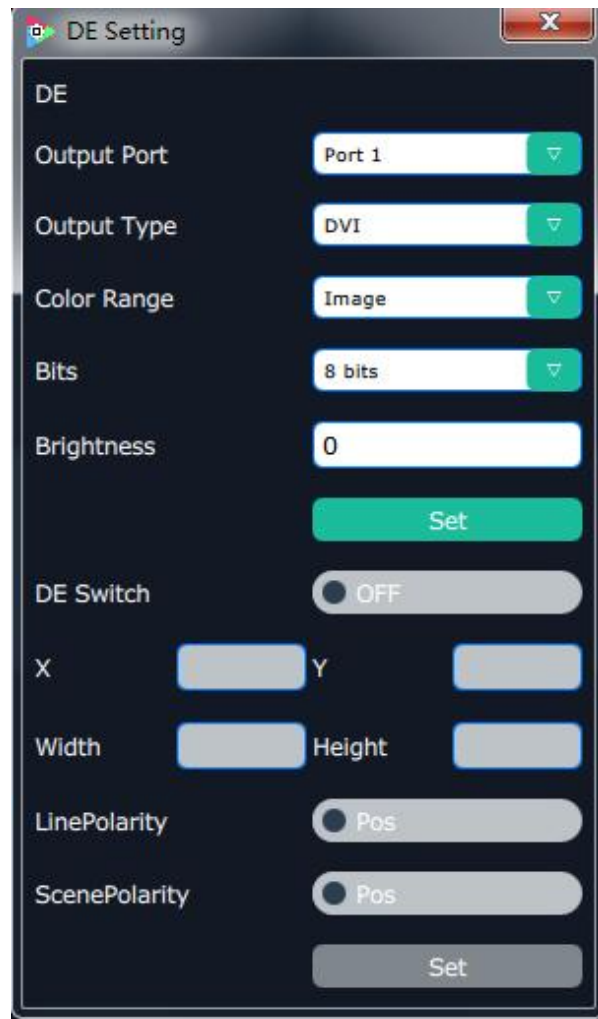 DE Setting
DE
Output Port Port 1
Output Type DVI
Color Range Image
Bits 8 bits
Brightness 0
Set
DE Switch OFF
X Y
Width Height
LinePolarity Pos
ScenePolarity Pos
Set